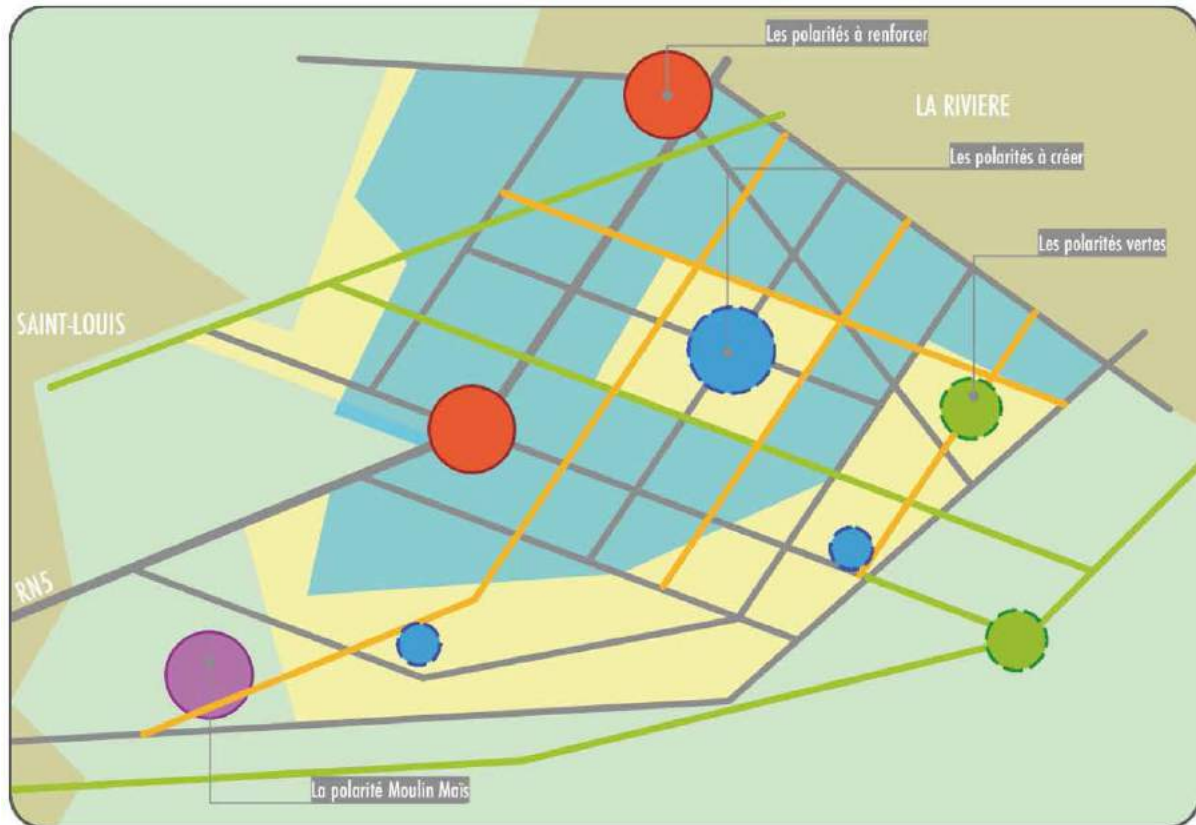 Les polarités à renforcer
LA RIVIERE
Les polarités à créer
Les polarités vertes
SAINT-LOUIS
RN5
La polarité Moulin Maïs